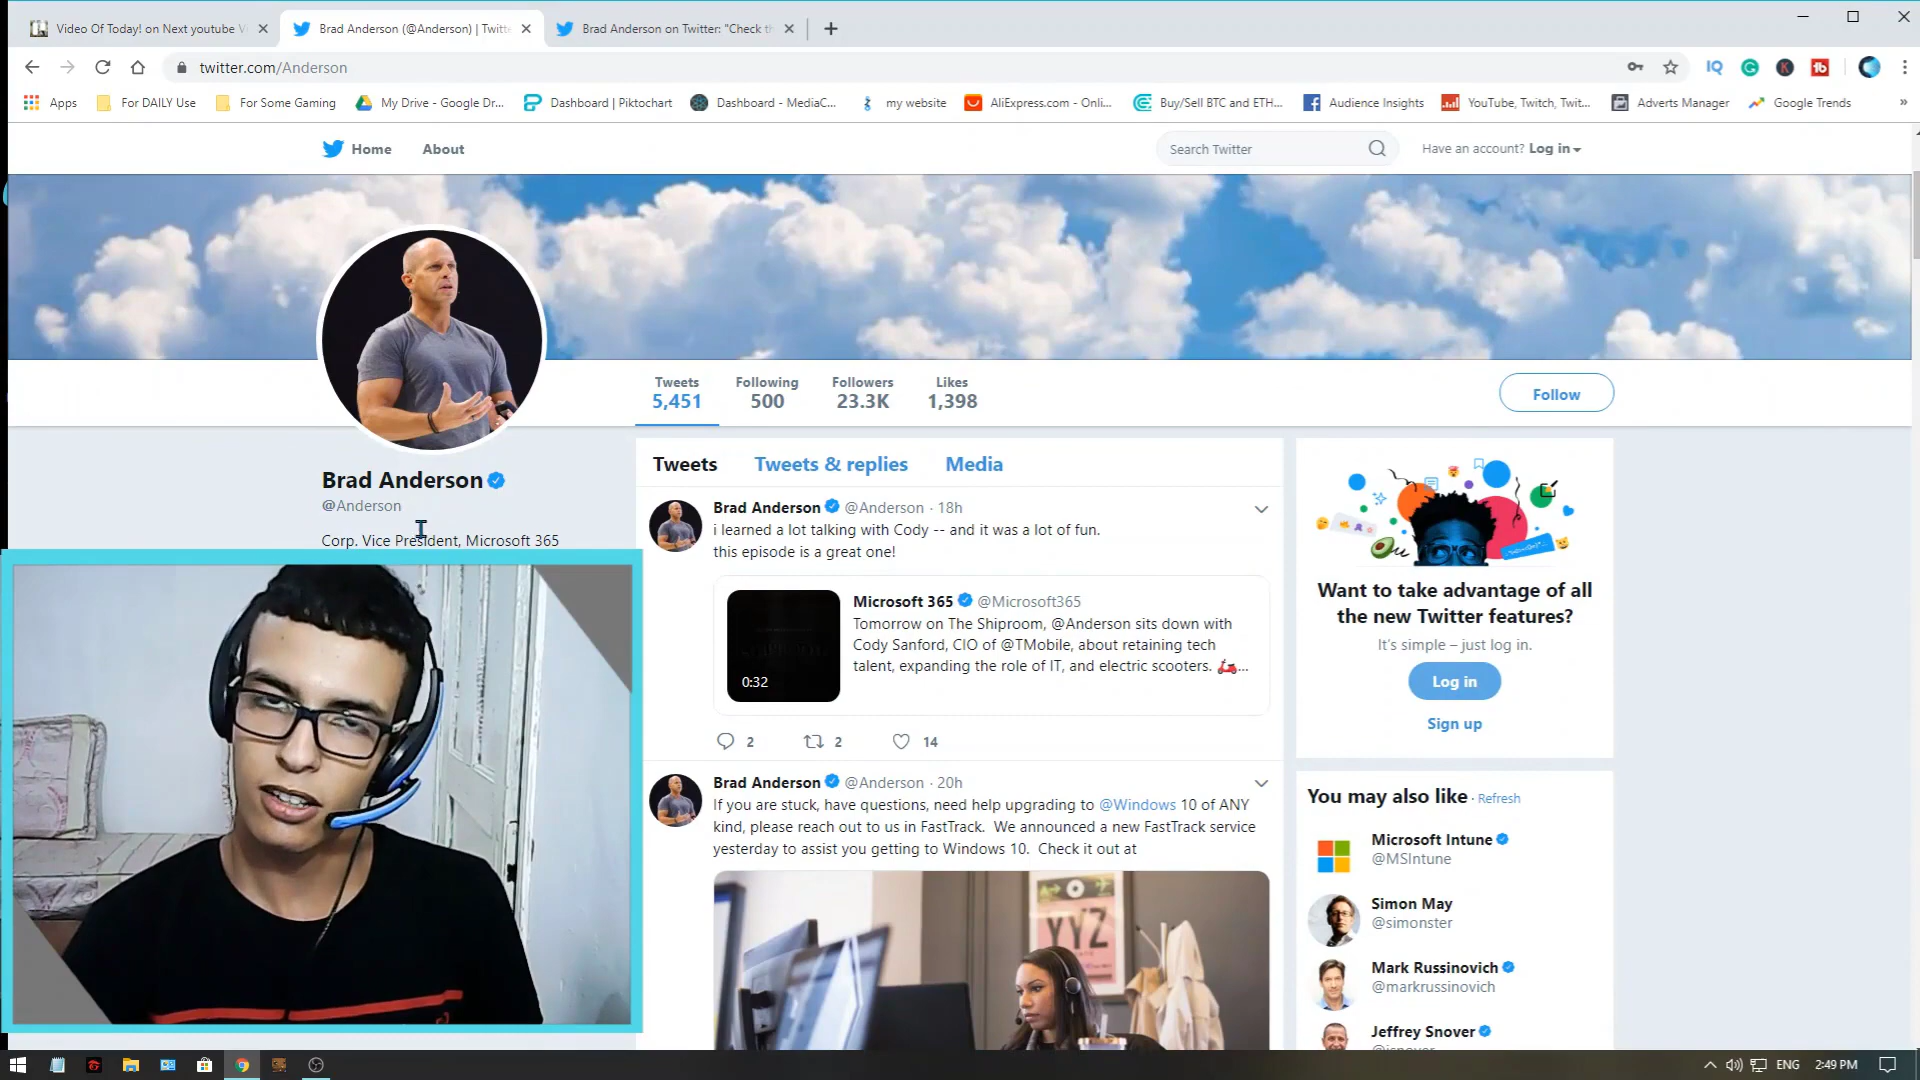 Video Of Today! on Next youtube V
Brad Anderson (@Anderson) | Twitte
Brad Anderson on Twitter: "Check th
twitter.com/Anderson
Apps
For DAILY Use
For Some Gaming
My Drive - Google Dr...
Dashboard | Piktochart
Dashboard - MediaC...
my website
AliExpress.com - Onli...
Buy/Sell BTC and ETH...
Audience Insights
YouTube, Twitch, Twit...
Adverts Manager
Google Trends
»
Home
About
Search Twitter
Have an account? Log in
Tweets
5,451
Following
500
Followers
23.3K
Likes
1,398
Follow
Brad Anderson
@Anderson
Corp. Vice President, Microsoft 365
Tweets
Tweets & replies
Media
Brad Anderson @Anderson · 18h
i learned a lot talking with Cody -- and it was a lot of fun.
this episode is a great one!
Microsoft 365 @Microsoft365
Tomorrow on The Shiproom, @Anderson sits down with
Cody Sanford, CIO of @TMobile, about retaining tech
talent, expanding the role of IT, and electric scooters. 🛵...
0:32
2
2
14
Brad Anderson @Anderson · 20h
If you are stuck, have questions, need help upgrading to @Windows 10 of ANY
kind, please reach out to us in FastTrack. We announced a new FastTrack service
yesterday to assist you getting to Windows 10. Check it out at
YYZ
Want to take advantage of all
the new Twitter features?
It's simple – just log in.
Log in
Sign up
You may also like · Refresh
Microsoft Intune
@MSIntune
Simon May
@simonster
Mark Russinovich
@markrussinovich
Jeffrey Snover
ENG
2:49 PM